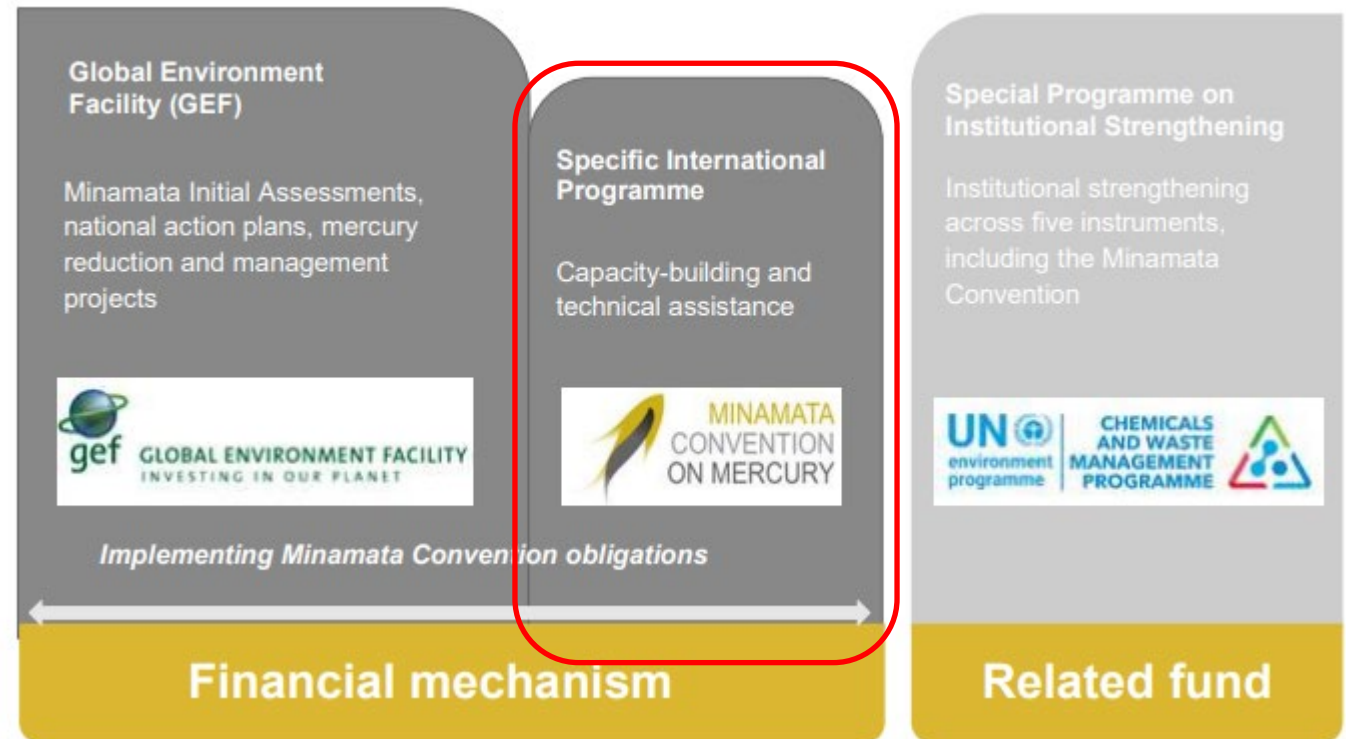 Global Environment
Facility (GEF)
Minamata Initial Assessments,
national action plans, mercury
reduction and management
projects
gef
GLOBAL ENVIRONMENT FACILITY
INVESTING IN OUR PLANET
Specific International
Programme
Capacity-building and
technical assistance
MINAMATA
CONVENTION
ON MERCURY
Implementing Minamata Convention obligations
Financial mechanism
Special Programme on
Institutional Strengthening
Institutional strengthening
across five instruments,
including the Minamata
Convention
UN
environment
programme
CHEMICALS
AND WASTE
MANAGEMENT
PROGRAMME
Related fund